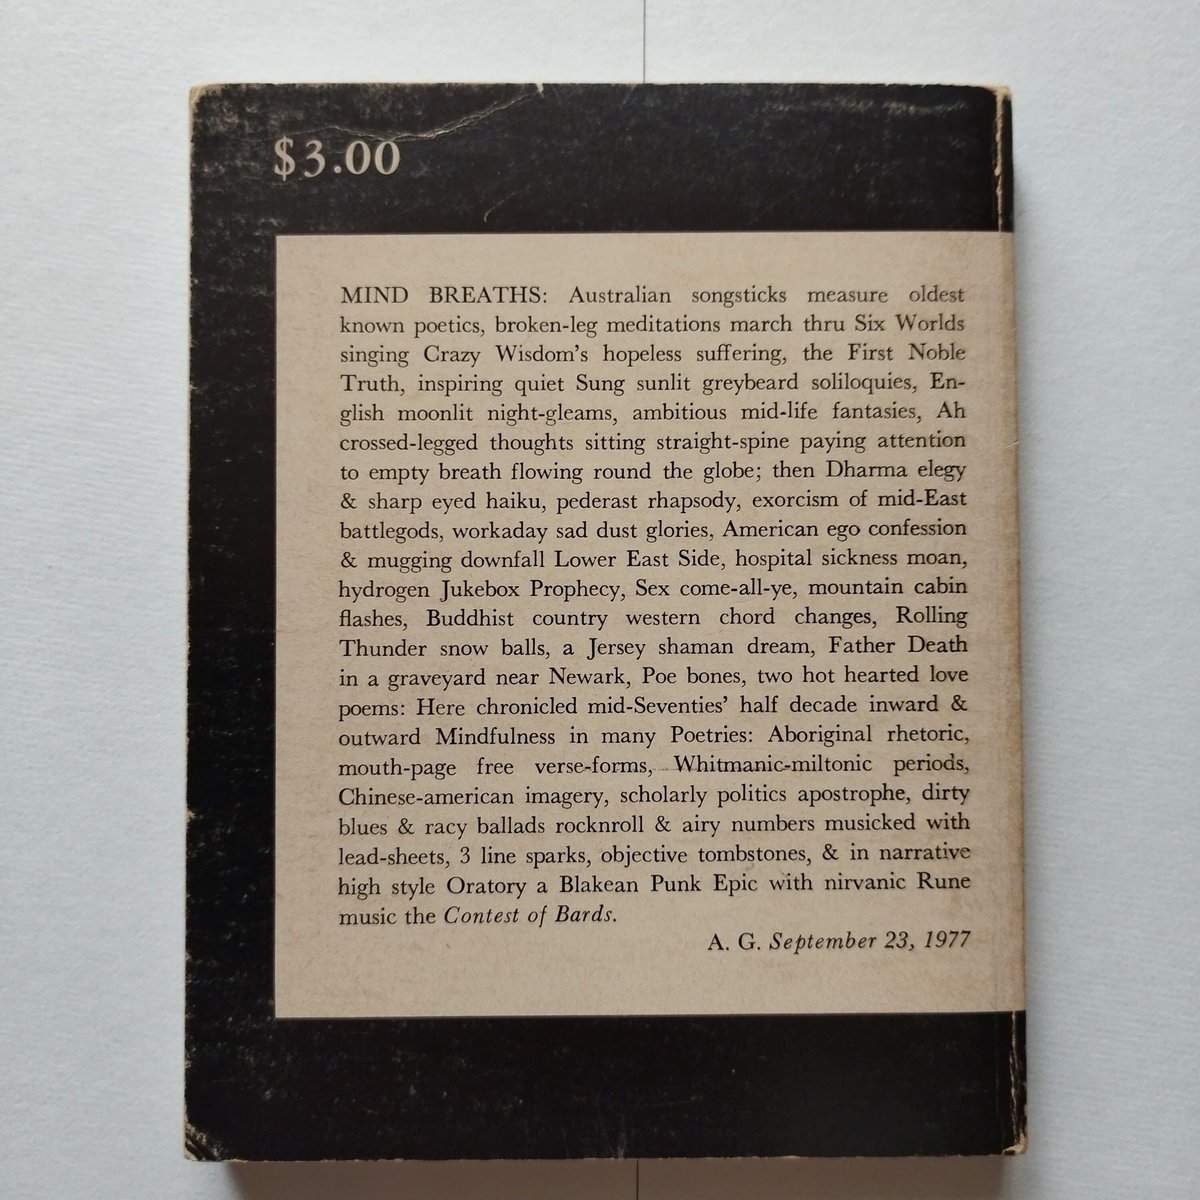 $3.00
MIND BREATHS: Australian songsticks measure oldest
known poetics, broken-leg meditations march thru Six Worlds
singing Crazy Wisdom's hopeless suffering, the First Noble
Truth, inspiring quiet Sung sunlit greybeard soliloquies, En-
glish moonlit night-gleams, ambitious mid-life fantasies, Ah
crossed-legged thoughts sitting straight-spine paying attention
to empty breath flowing round the globe; then Dharma elegy
& sharp eyed haiku, pederast rhapsody, exorcism of mid-East
battlegods, workaday sad dust glories, American ego confession
& mugging downfall Lower East Side, hospital sickness moan,
hydrogen Jukebox Prophecy, Sex come-all-ye, mountain cabin
flashes, Buddhist country western chord changes, Rolling
Thunder snow balls, a Jersey shaman dream, Father Death
in a graveyard near Newark, Poe bones, two hot hearted love
poems: Here chronicled mid-Seventies' half decade inward &
outward Mindfulness in many Poetries: Aboriginal rhetoric,
mouth-page free verse-forms, Whitmanic-miltonic periods,
Chinese-american imagery, scholarly politics apostrophe, dirty
blues & racy ballads rocknroll & airy numbers musicked with
lead-sheets, 3 line sparks, objective tombstones, & in narrative
high style Oratory a Blakean Punk Epic with nirvanic Rune
music the Contest of Bards.
A. G. September 23, 1977